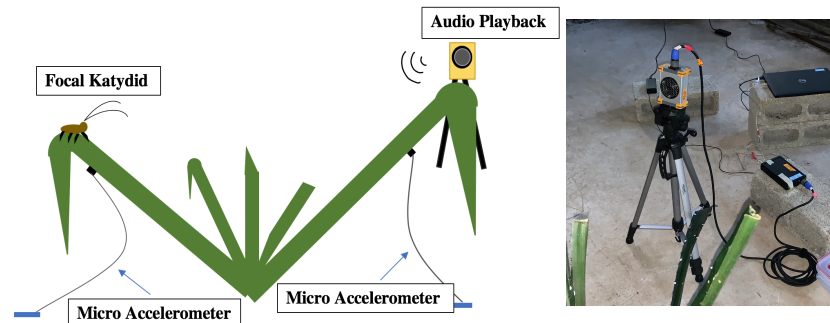 Audio Playback
Focal Katydid
Micro Accelerometer
Micro Accelerometer